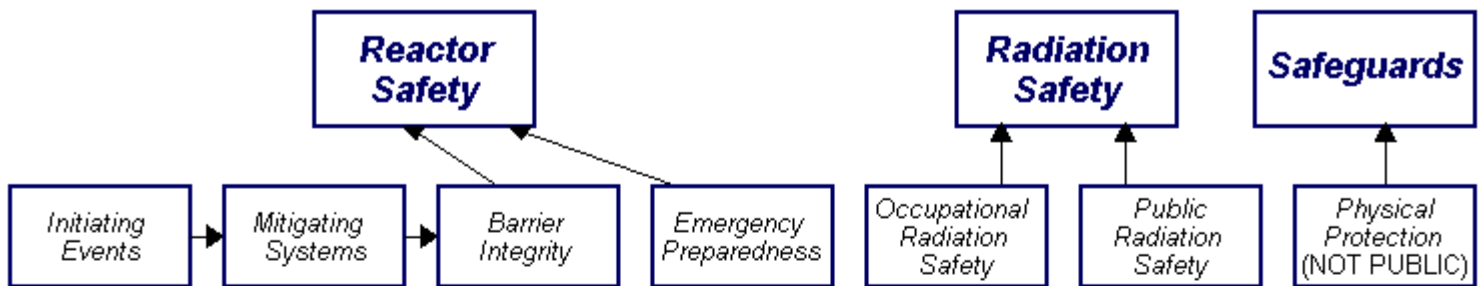 Reactor
Safety
Radiation
Safety
Safeguards
Initiating
Events
Mitigating
Systems
Barrier
Integrity
Emergency
Preparedness
Occupational
Radiation
Safety
Public
Radiation
Safety
Physical
Protection
(NOT PUBLIC)